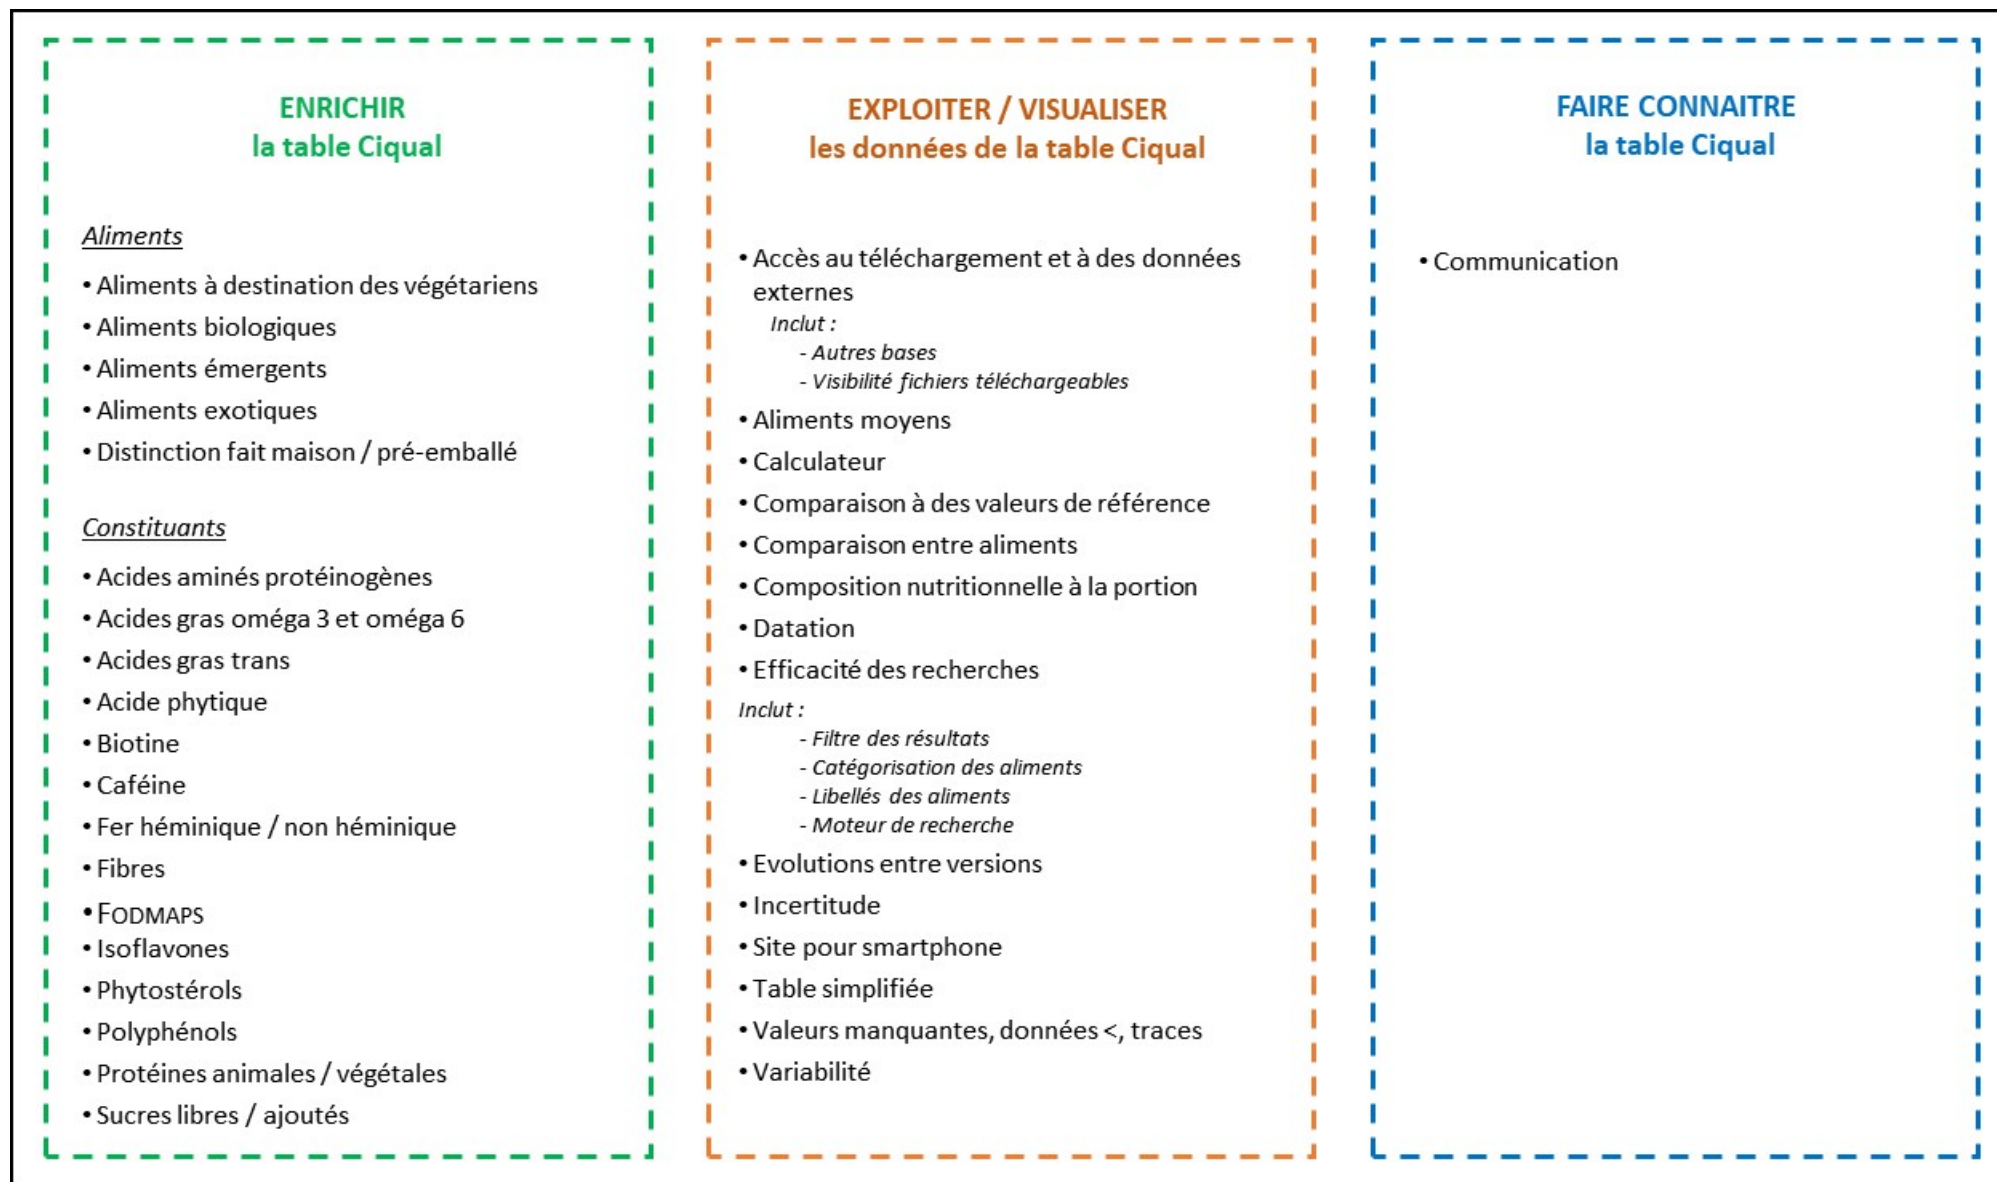 ENRICHIR
la table Ciqual
Aliments
• Aliments à destination des végétariens
• Aliments biologiques
• Aliments émergents
• Aliments exotiques
• Distinction fait maison / pré-emballé
Constituants
• Acides aminés protéinogènes
• Acides gras oméga 3 et oméga 6
• Acides gras trans
• Acide phytique
• Biotine
• Caféine
• Fer héminique / non héminique
• Fibres
• FODMAPS
• Isoflavones
• Phytostérols
• Polyphénols
• Protéines animales / végétales
• Sucres libres / ajoutés
EXPLOITER / VISUALISER
les données de la table Ciqual
• Accès au téléchargement et à des données
externes
Inclut :
- Autres bases
- Visibilité fichiers téléchargeables
• Aliments moyens
• Calculateur
• Comparaison à des valeurs de référence
• Comparaison entre aliments
• Composition nutritionnelle à la portion
• Datation
• Efficacité des recherches
Inclut :
- Filtre des résultats
- Catégorisation des aliments
- Libellés des aliments
- Moteur de recherche
• Evolutions entre versions
• Incertitude
• Site pour smartphone
• Table simplifiée
• Valeurs manquantes, données <, traces
• Variabilité
FAIRE CONNAITRE
la table Ciqual
• Communication